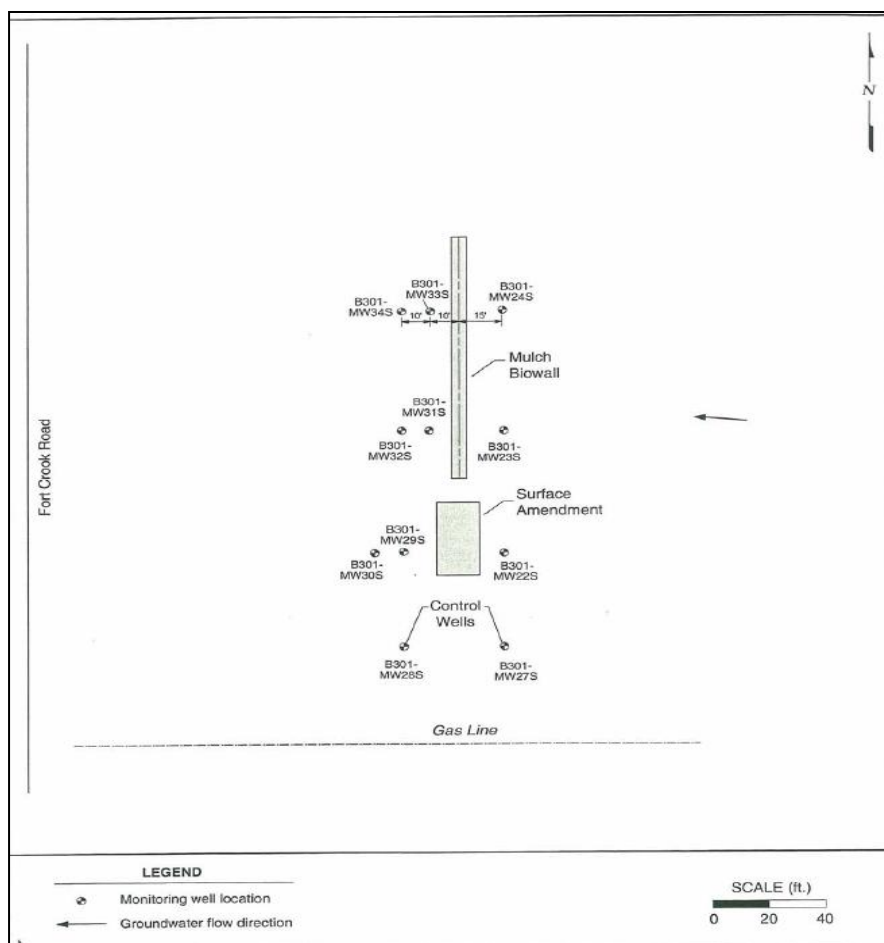 N
B301-
MW33S
B301-
MW24S
B301-
MW34S
10'
10'
15'
Mulch
Biowall
B301-
MW31S
B301-
MW32S
B301-
MW23S
Fort Crook Road
Surface
Amendment
B301-
MW29S
B301-
MW30S
B301-
MW22S
Control
Wells
B301-
MW28S
B301-
MW27S
Gas Line
LEGEND
Monitoring well location
Groundwater flow direction
SCALE (ft.)
0 20 40